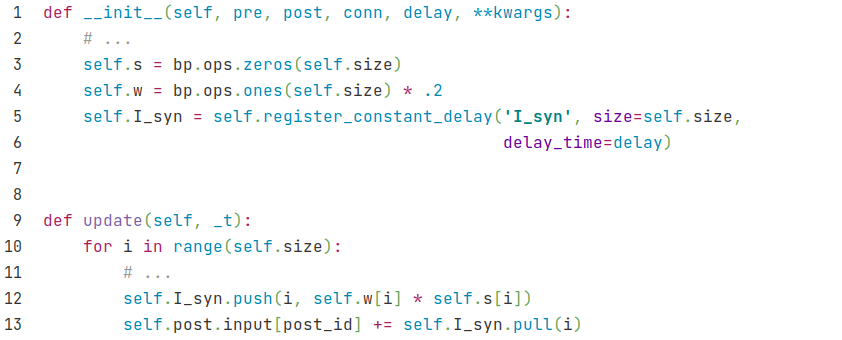 1 def __init__(self, pre, post, conn, delay, **kwargs):
2     # ...
3     self.s = bp.ops.zeros(self.size)
4     self.w = bp.ops.ones(self.size) * .2
5     self.I_syn = self.register_constant_delay('I_syn', size=self.size,
6                                               delay_time=delay)
7
8
9 def update(self, _t):
10     for i in range(self.size):
11         # ...
12         self.I_syn.push(i, self.w[i] * self.s[i])
13         self.post.input[post_id] += self.I_syn.pull(i)